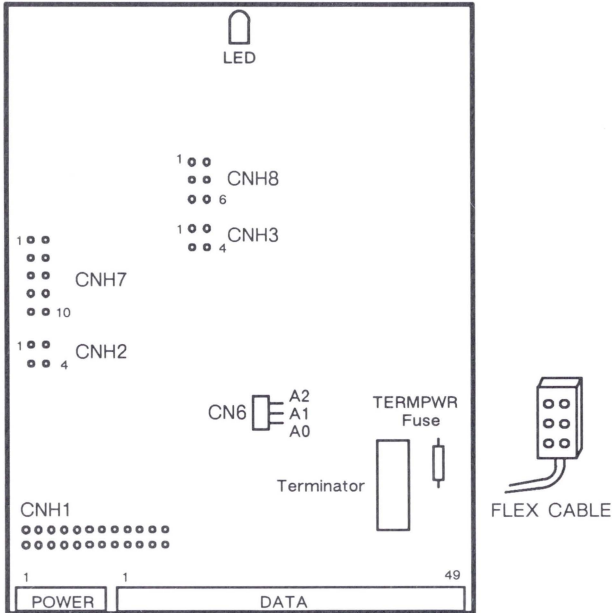 LED
1
CNH8
6
1
CNH3
4
1
CNH7
10
1
CNH2
4
CN6
A2
A1
A0
TERMPWR
Fuse
Terminator
FLEX CABLE
CNH1
1
1
49
POWER
DATA